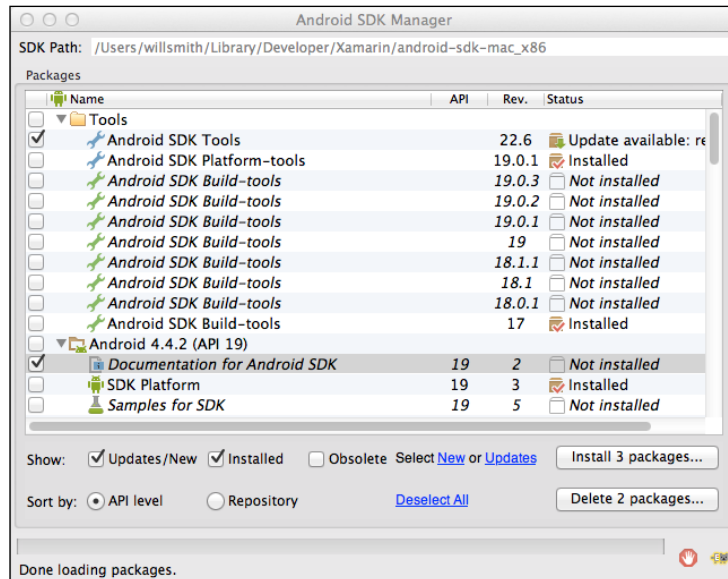 Android SDK Manager
SDK Path: /Users/willsmith/Library/Developer/Xamarin/android-sdk-mac_x86
Packages
Name API Rev. Status
Tools
Android SDK Tools 22.6 Update available: re
Android SDK Platform-tools 19.0.1 Installed
Android SDK Build-tools 19.0.3 Not installed
Android SDK Build-tools 19.0.2 Not installed
Android SDK Build-tools 19.0.1 Not installed
Android SDK Build-tools 19 Not installed
Android SDK Build-tools 18.1.1 Not installed
Android SDK Build-tools 18.1 Not installed
Android SDK Build-tools 18.0.1 Not installed
Android SDK Build-tools 17 Installed
Android 4.4.2 (API 19)
Documentation for Android SDK 19 2 Not installed
SDK Platform 19 3 Installed
Samples for SDK 19 5 Not installed
Show: Updates/New Installed Obsolete Select New or Updates Install 3 packages...
Sort by: API level Repository Deselect All Delete 2 packages...
Done loading packages.